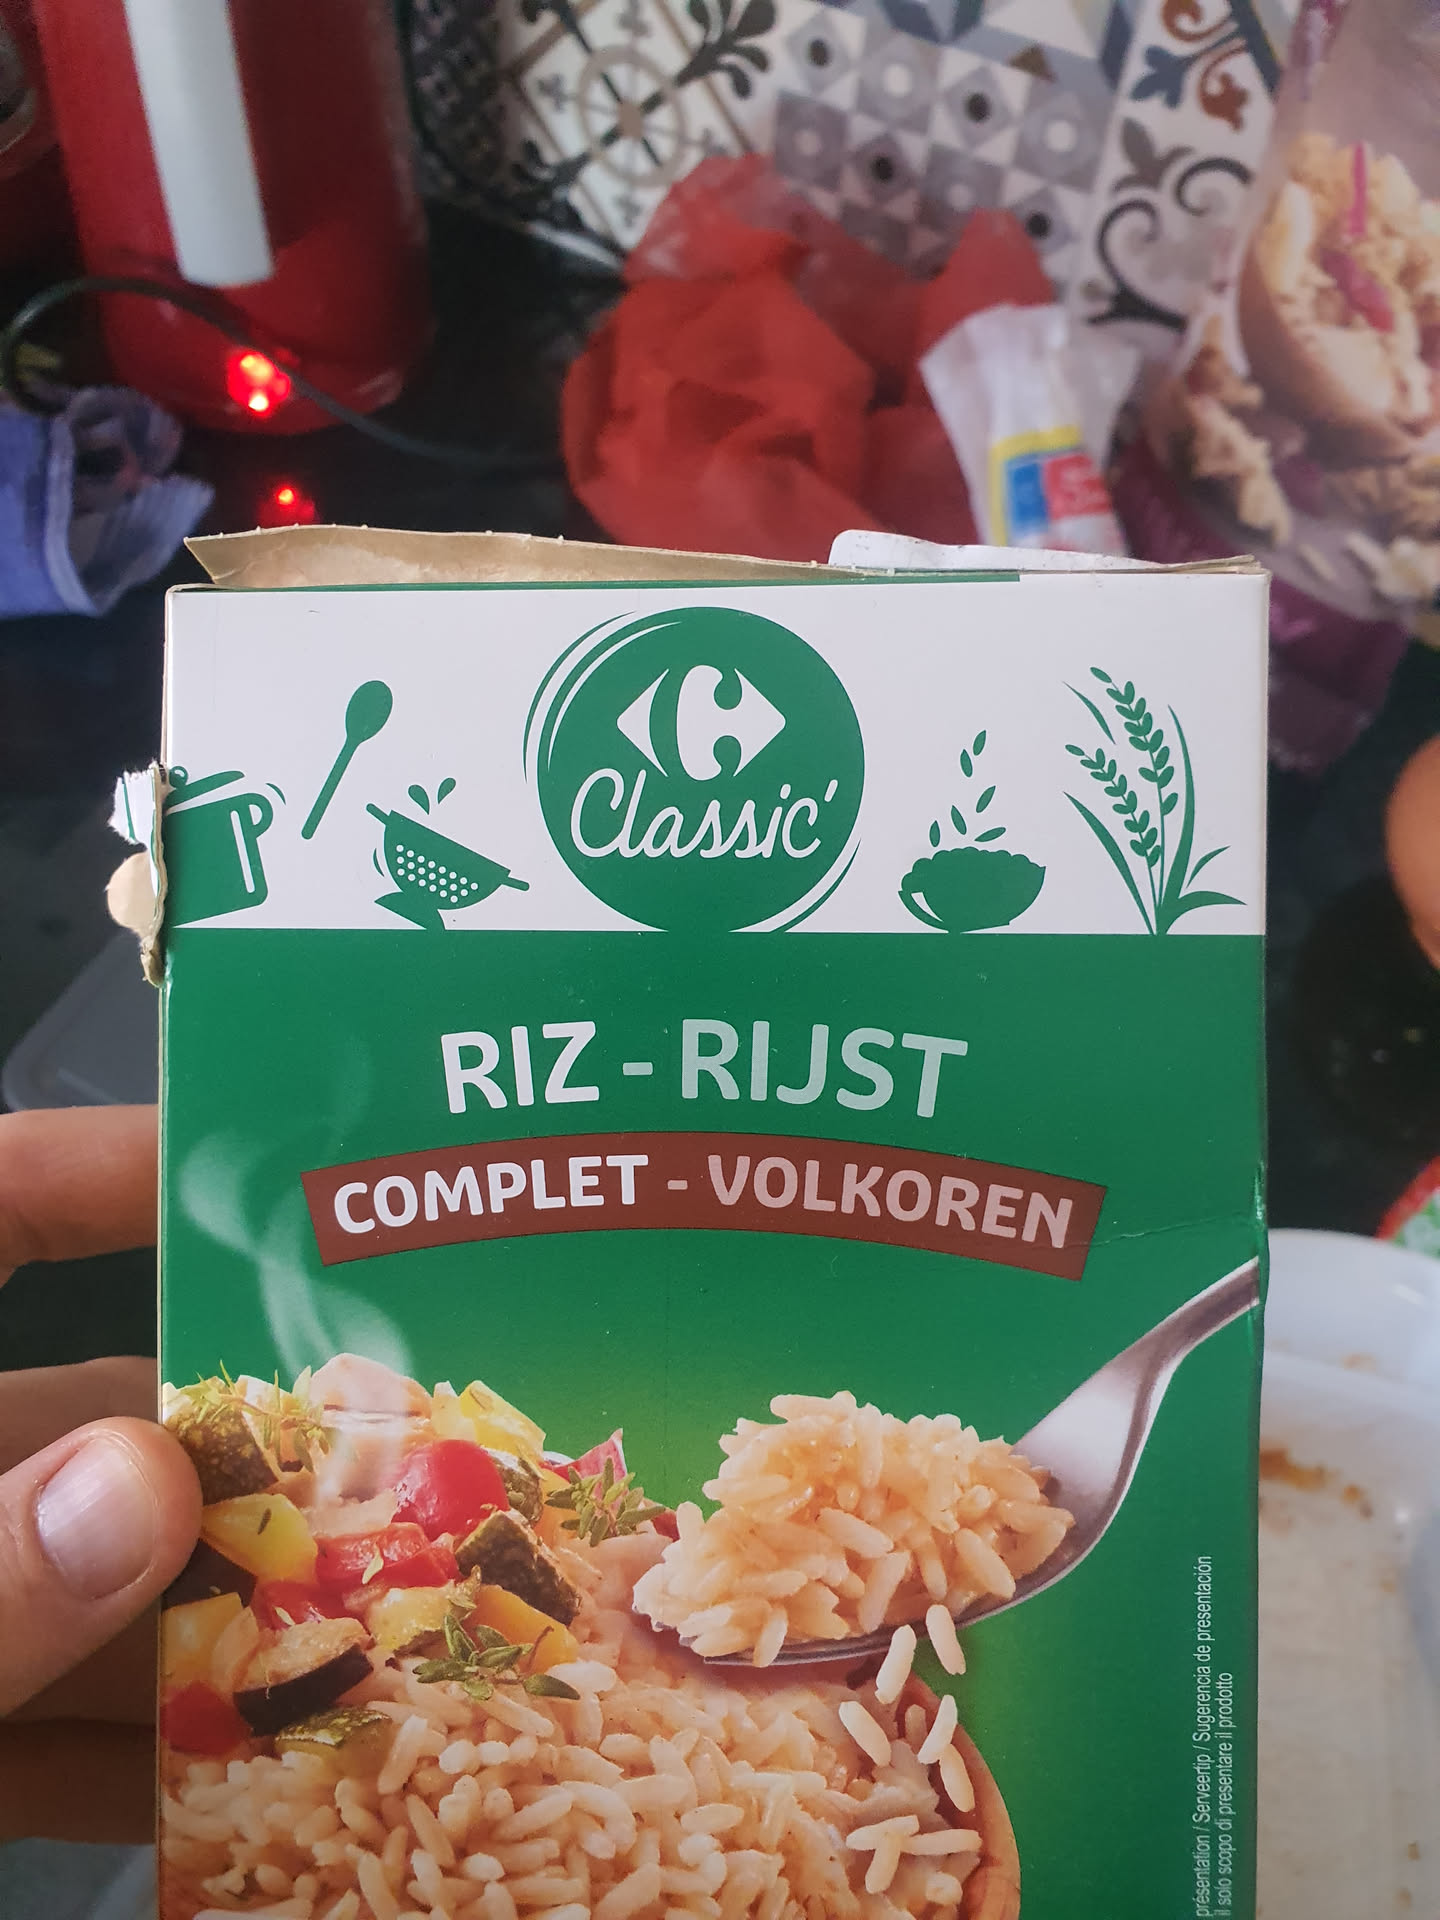 Classic'
RIZ - RIJST
COMPLET - VOLKOREN
présentation / Serveertip / Sugerencia de presentación
il solo scopo di presentare il prodotto